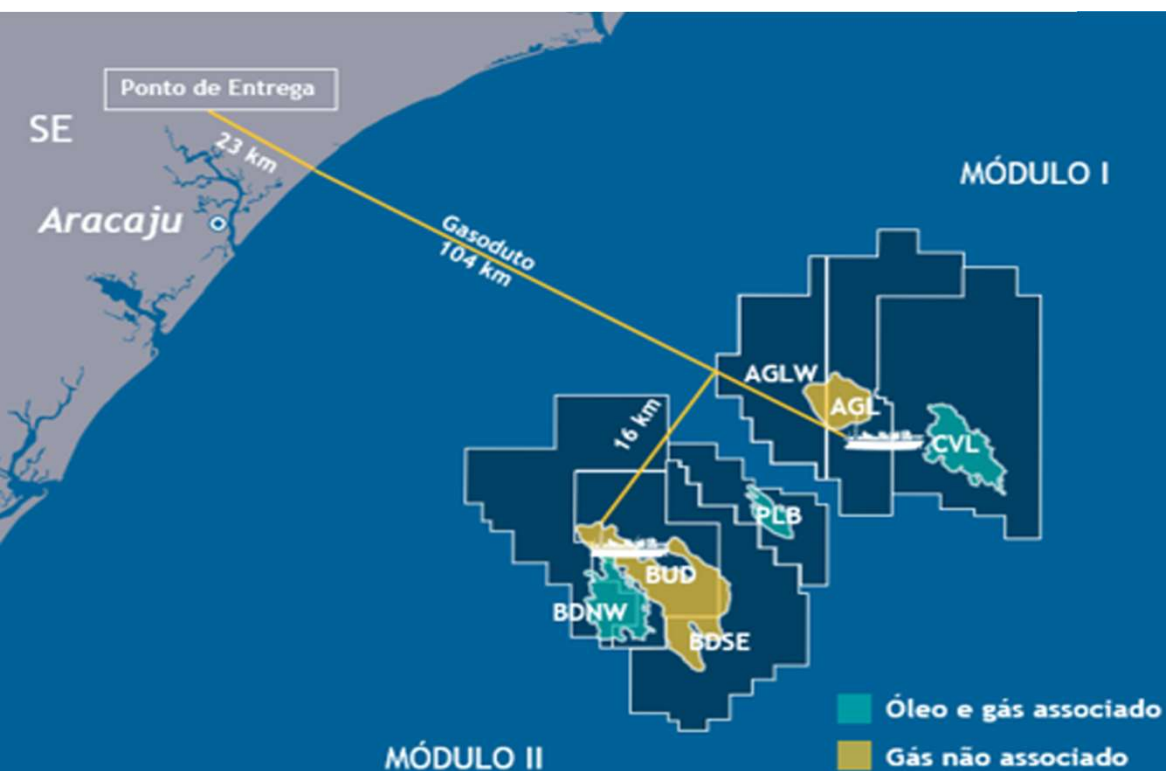 Ponto de Entrega
SE
23 km
Aracaju
MÓDULO I
Gasoduto
104 km
AGLW
AGL
16 km
CVL
PLB
BUD
BDNW
BDSE
Óleo e gás associado
MÓDULO II
Gás não associado